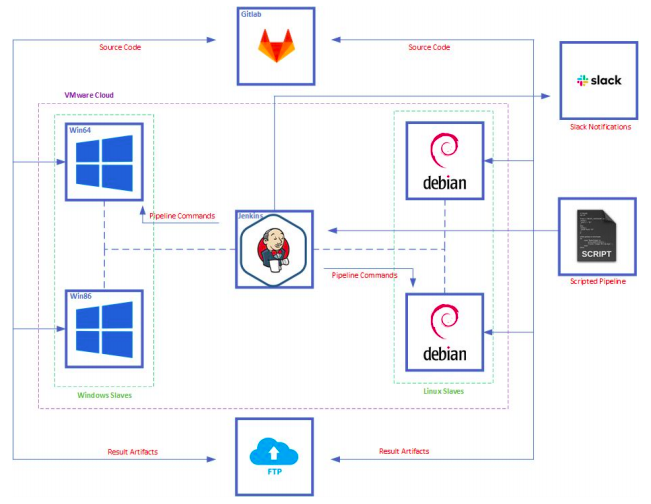 Gitlab
Source Code
Source Code
VMware Cloud
slack
Slack Notifications
Win64
debian
Pipeline Commands
Jenkins
SCRIPT
Scripted Pipeline
Pipeline Commands
Win86
debian
Windows Slaves
Linux Slaves
Result Artifacts
Result Artifacts
FTP